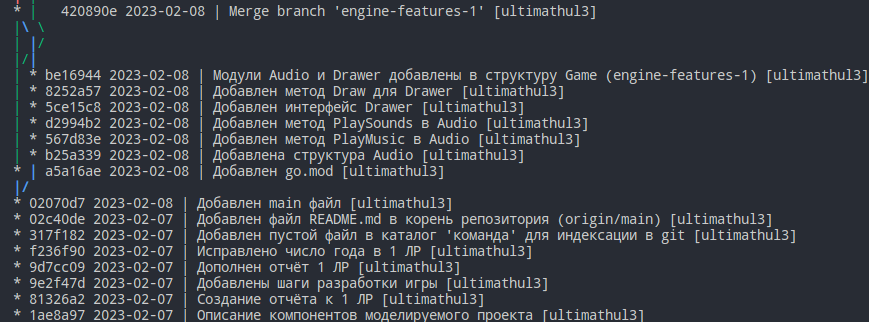 * |   420890e 2023-02-08 | Merge branch 'engine-features-1' [ultimathul3]
|\ \
| |/
|/|
| * be16944 2023-02-08 | Модули Audio и Drawer добавлены в структуру Game (engine-features-1) [ultimathul3]
| * 8252a57 2023-02-08 | Добавлен метод Draw для Drawer [ultimathul3]
| * 5ce15c8 2023-02-08 | Добавлен интерфейс Drawer [ultimathul3]
| * d2994b2 2023-02-08 | Добавлен метод PlaySounds в Audio [ultimathul3]
| * 567d83e 2023-02-08 | Добавлен метод PlayMusic в Audio [ultimathul3]
| * b25a339 2023-02-08 | Добавлена структура Audio [ultimathul3]
* | a5a16ae 2023-02-08 | Добавлен go.mod [ultimathul3]
|/
* 02070d7 2023-02-08 | Добавлен main файл [ultimathul3]
* 02c40de 2023-02-07 | Добавлен файл README.md в корень репозитория (origin/main) [ultimathul3]
* 317f182 2023-02-07 | Добавлен пустой файл в каталог 'команда' для индексации в git [ultimathul3]
* f236f90 2023-02-07 | Исправлено число года в 1 ЛР [ultimathul3]
* 9d7cc09 2023-02-07 | Дополнен отчёт 1 ЛР [ultimathul3]
* 9e2f47d 2023-02-07 | Добавлены шаги разработки игры [ultimathul3]
* 81326a2 2023-02-07 | Создание отчёта к 1 ЛР [ultimathul3]
* 1ae8a97 2023-02-07 | Описание компонентов моделируемого проекта [ultimathul3]